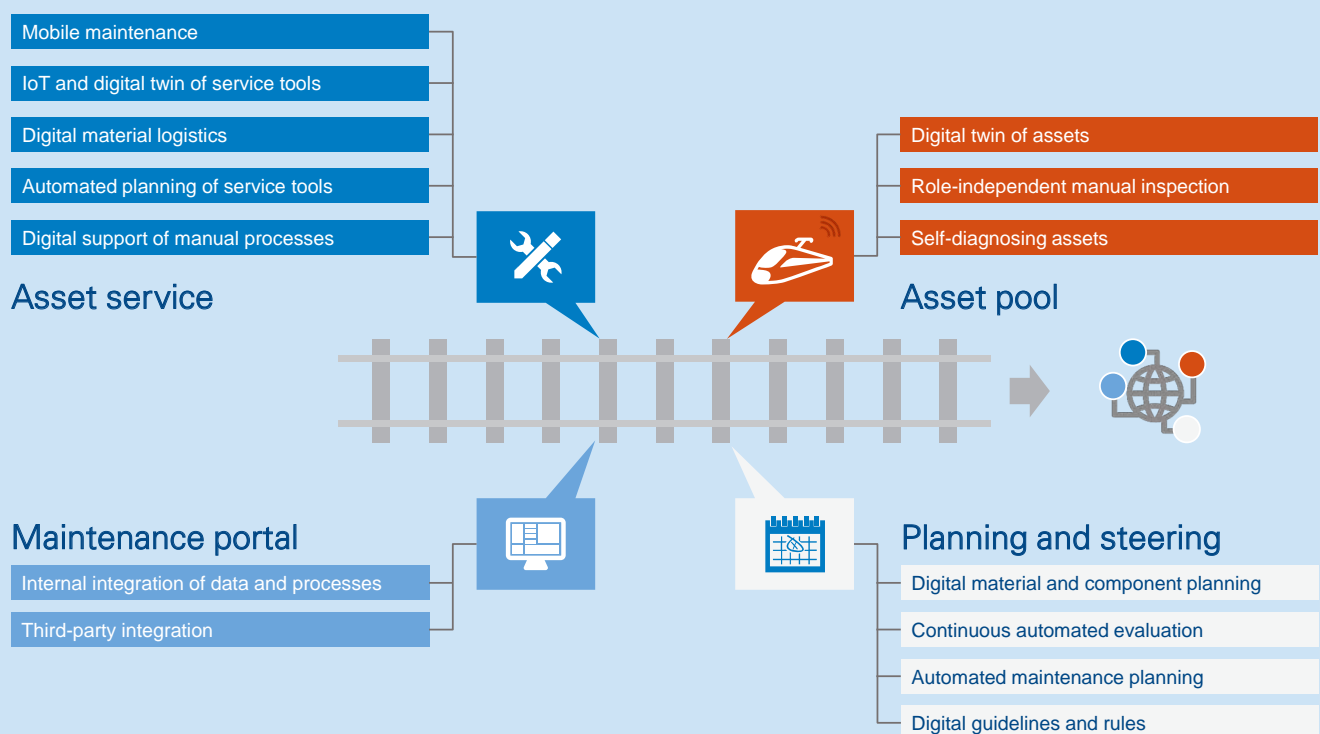 Mobile maintenance
IoT and digital twin of service tools
Digital material logistics
Automated planning of service tools
Digital support of manual processes
Asset service
Digital twin of assets
Role-independent manual inspection
Self-diagnosing assets
Asset pool
Maintenance portal
Internal integration of data and processes
Third-party integration
Planning and steering
Digital material and component planning
Continuous automated evaluation
Automated maintenance planning
Digital guidelines and rules